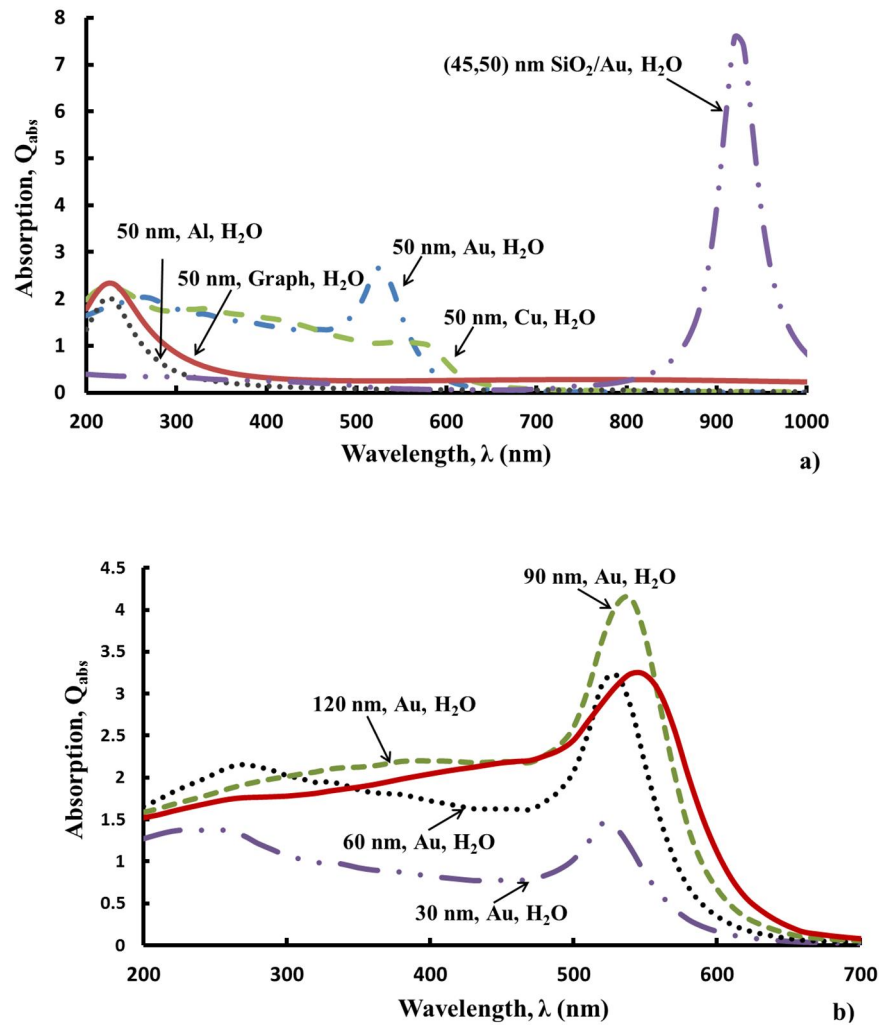 8
7
6
5
4
3
2
1
0
Absorption, Qabs
(45,50) nm SiO2/Au, H2O
50 nm, Al, H2O
50 nm, Au, H2O
50 nm, Graph, H2O
50 nm, Cu, H2O
200 300 400 500 600 700 800 900 1000
Wavelength, λ (nm)
a)
4.5
4
3.5
3
2.5
2
1.5
1
0.5
0
Absorption, Qabs
90 nm, Au, H2O
120 nm, Au, H2O
60 nm, Au, H2O
30 nm, Au, H2O
200 300 400 500 600 700
Wavelength, λ (nm)
b)